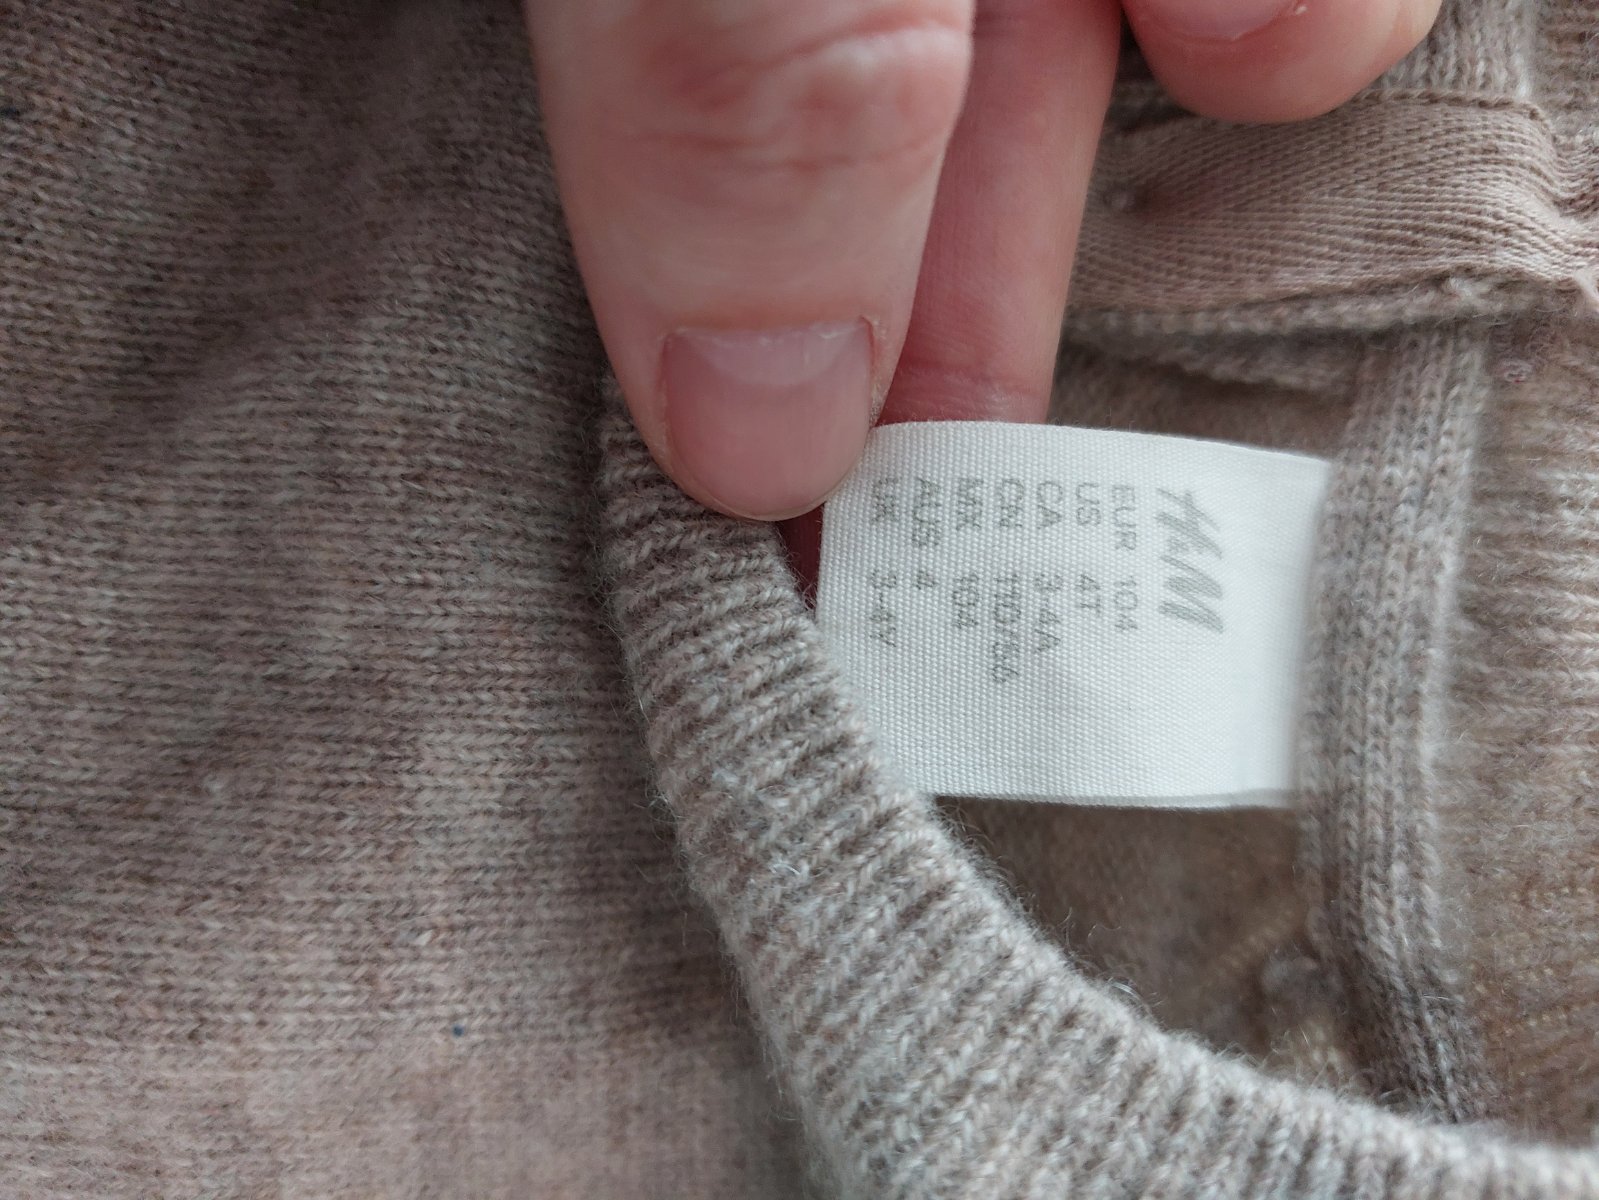 H&M
EUR 104
US 4T
CA 3-4A
CN 110/56
MX 104
AUS 4
UK 3-4Y